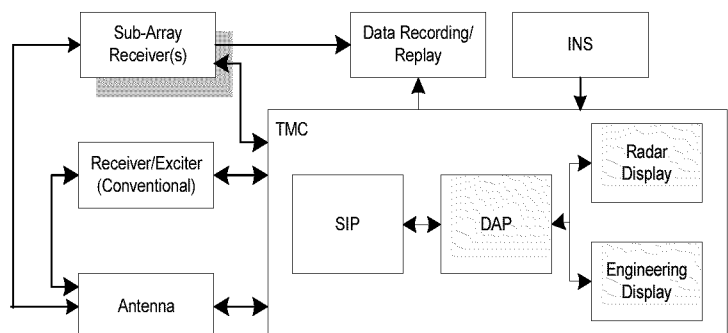 Sub-Array
Receiver(s)
Data Recording/
Replay
INS
TMC
Receiver/Exciter
(Conventional)
Radar
Display
SIP
DAP
Antenna
Engineering
Display